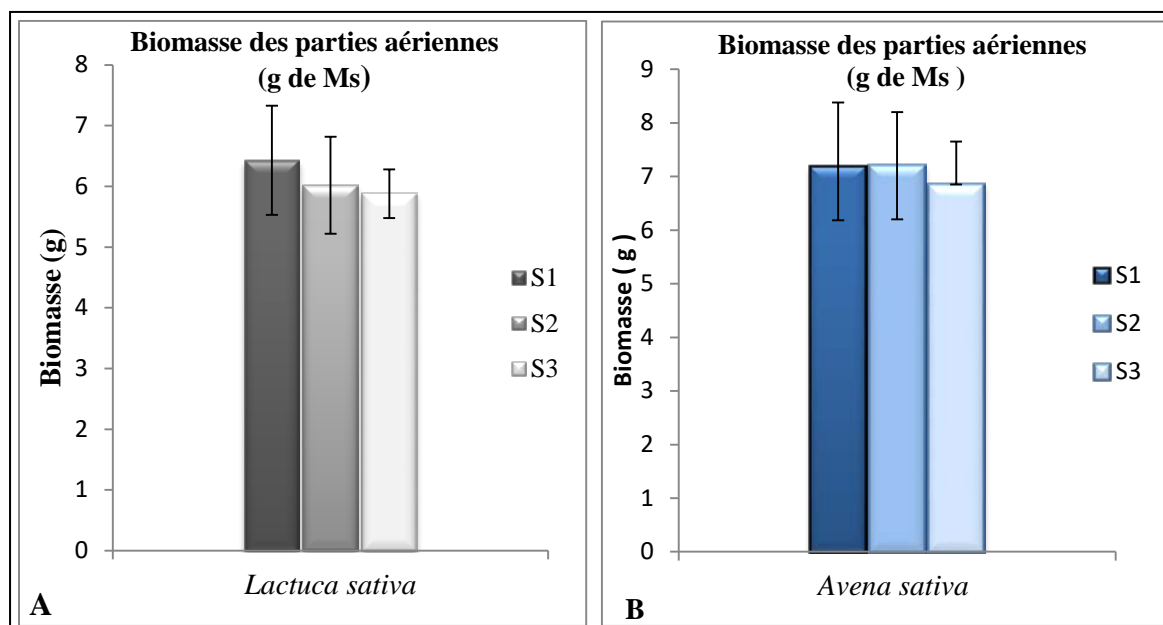 Biomasse des parties aériennes
(g de Ms)
8
7
6
5
4
3
2
1
0
Biomasse (g)
S1
S2
S3
Lactuca sativa
A
Biomasse des parties aériennes
(g de Ms )
9
8
7
6
5
4
3
2
1
0
Biomasse ( g )
S1
S2
S3
Avena sativa
B